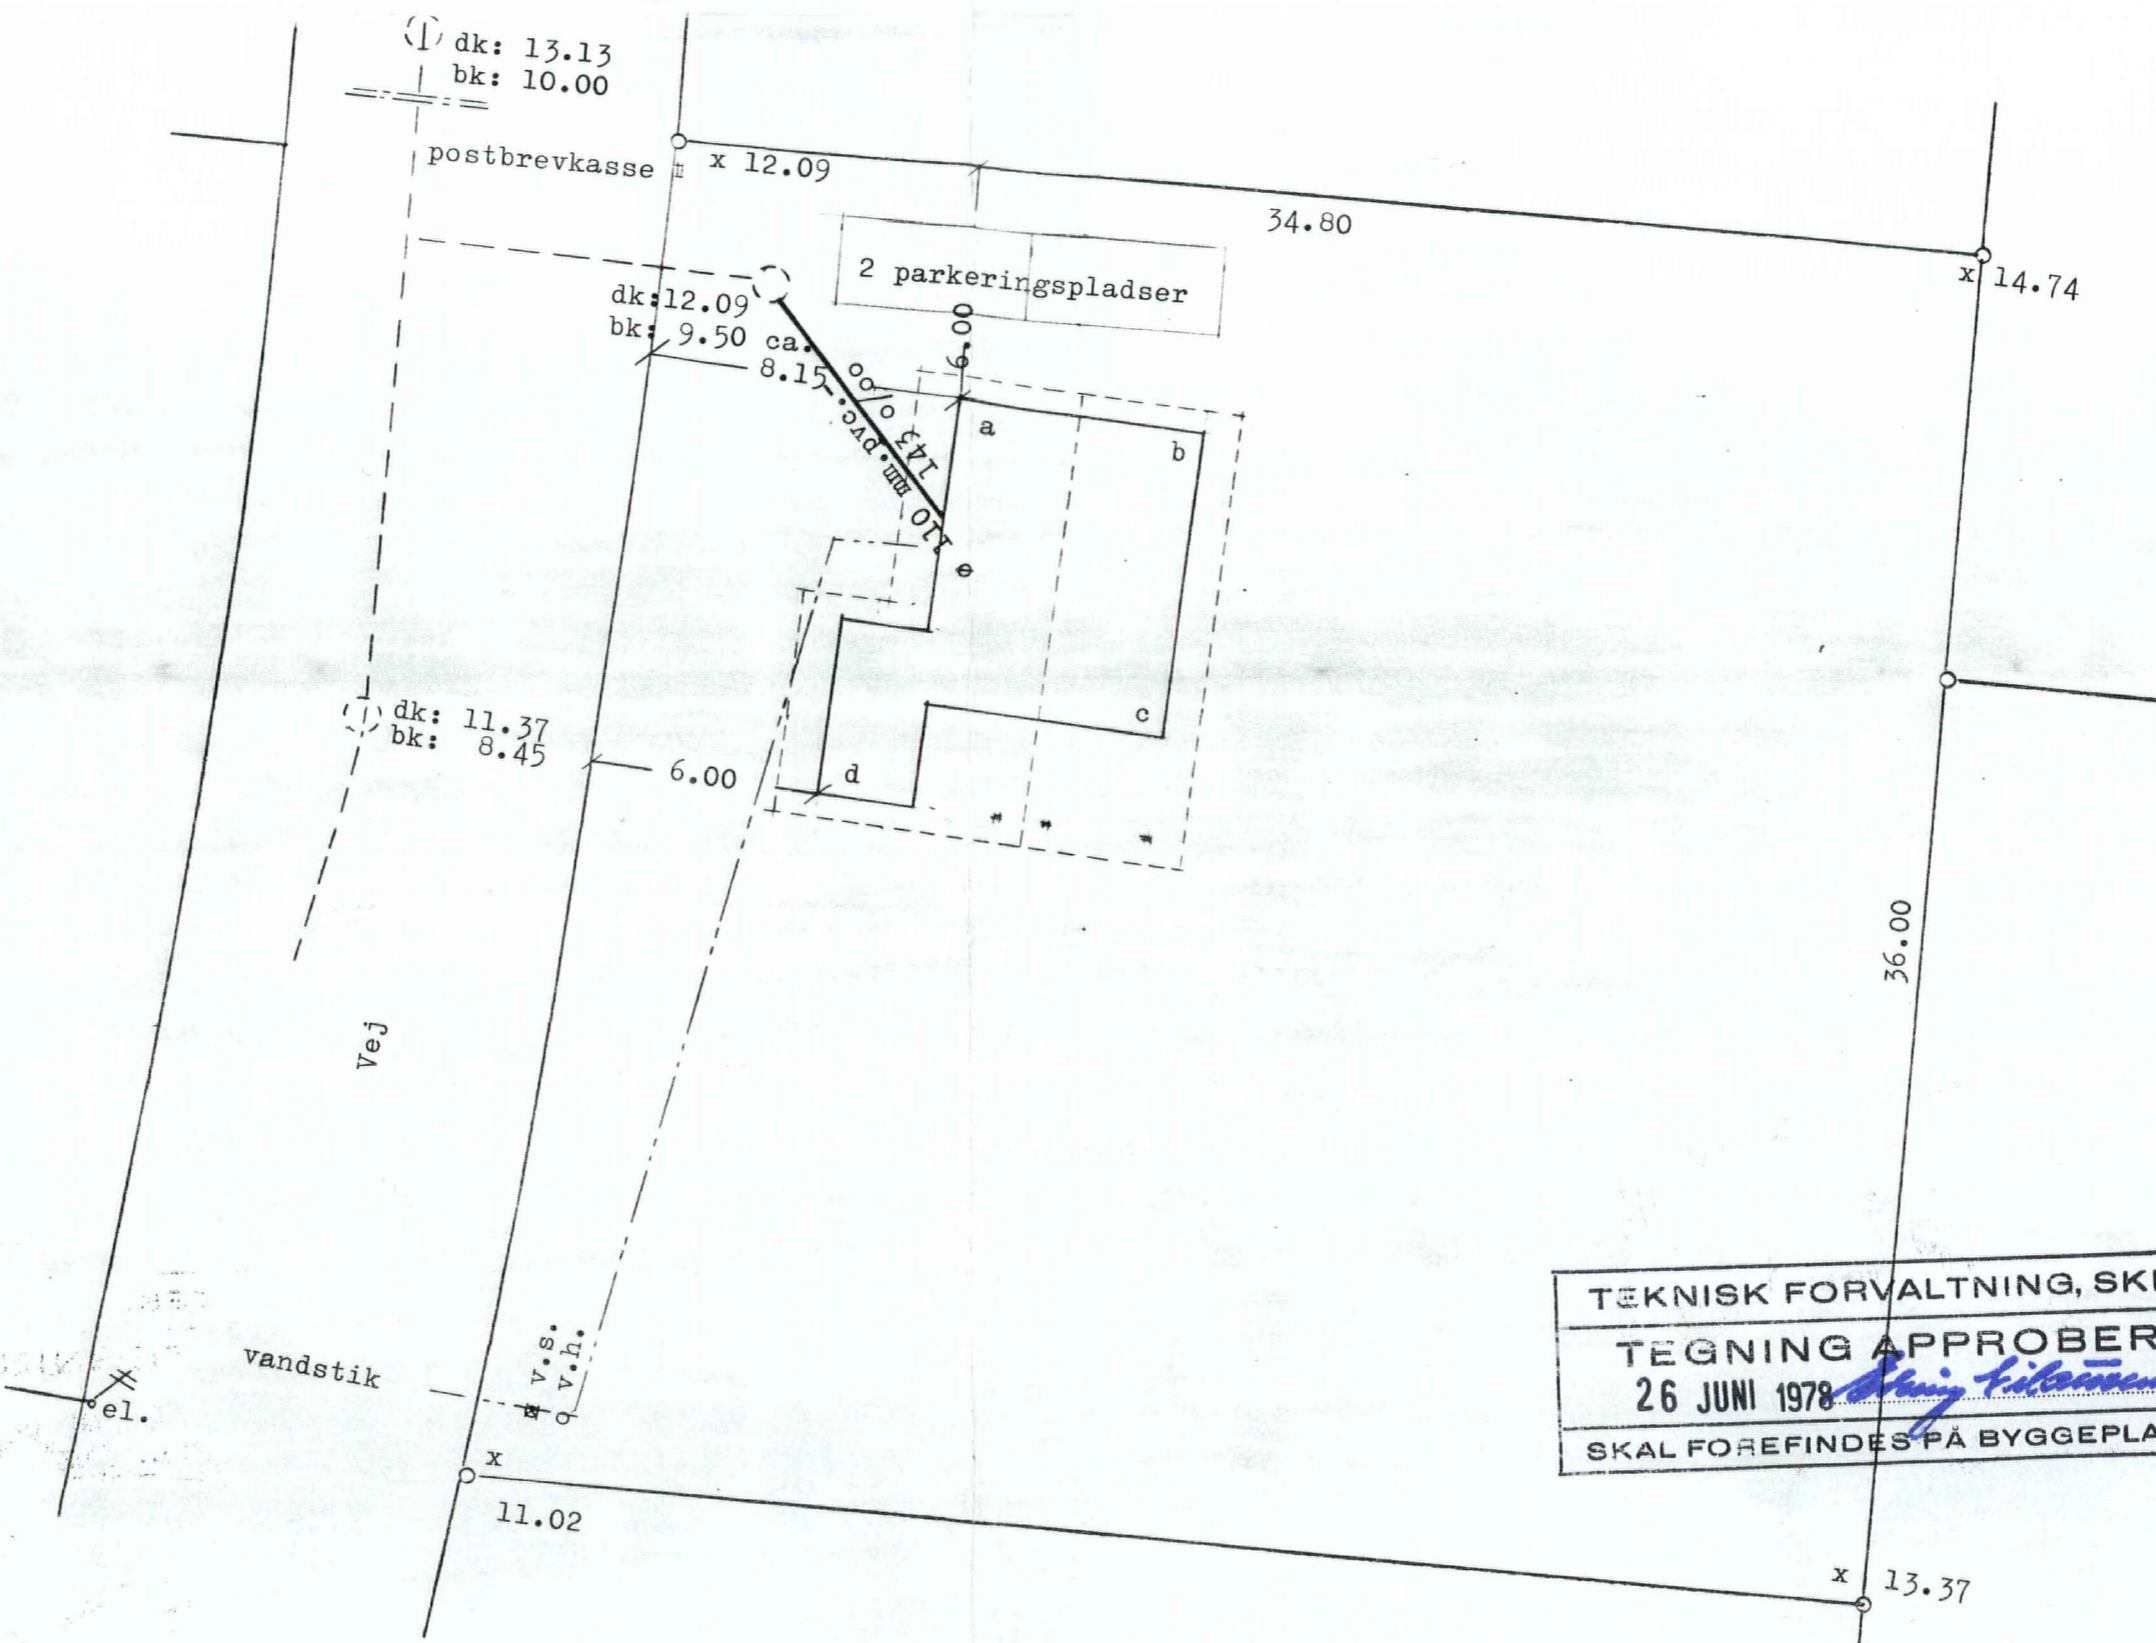 dk: 13.13
bk: 10.00
postbrevkasse
x 12.09
34.80
x 14.74
2 parkeringspladser
dk:12.09
bk: 9.50 ca.
8.15
6.00
143 o/oo
110 mm.pvc.
a
b
e
c
d
dk: 11.37
bk: 8.45
6.00
36.00
Vej
v.s.
v.h.
vandstik
el.
x
11.02
x 13.37
TEKNISK FORVALTNING, SK
TEGNING APPROBER
26 JUNI 1978
SKAL FOREFINDES PÅ BYGGEPLA